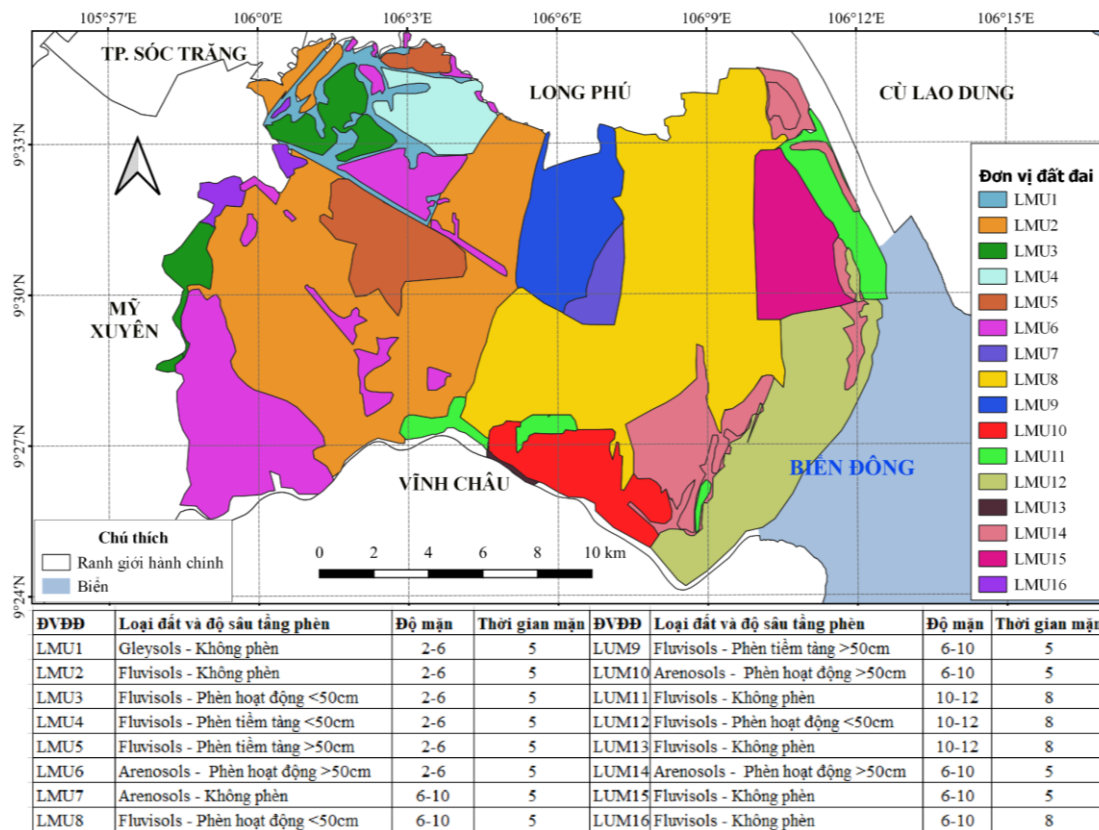 105°57'E 106°0'E 106°3'E 106°6'E 106°9'E 106°12'E 106°15'E
TP. SÓC TRĂNG
LONG PHÚ
CÙ LAO DUNG
9°33'N
Đơn vị đất đai
LMU1
LMU2
LMU3
LMU4
LMU5
LMU6
LMU7
LMU8
LMU9
LMU10
LMU11
LMU12
LMU13
LMU14
LMU15
LMU16
9°30'N
MỸ
XUYÊN
9°27'N
VĨNH CHÂU
BIỂN ĐÔNG
Chú thích
Ranh giới hành chính
Biển
0 2 4 6 8 10 km
9°24'N
ĐVĐĐ Loại đất và độ sâu tầng phèn Độ mặn Thời gian mặn ĐVĐĐ Loại đất và độ sâu tầng phèn Độ mặn Thời gian mặn
LMU1 Gleysols - Không phèn 2-6 5 LUM9 Fluvisols - Phèn tiềm tàng >50cm 6-10 5
LMU2 Fluvisols - Không phèn 2-6 5 LUM10 Arenosols - Phèn hoạt động >50cm 6-10 5
LMU3 Fluvisols - Phèn hoạt động <50cm 2-6 5 LUM11 Fluvisols - Không phèn 10-12 8
LMU4 Fluvisols - Phèn tiềm tàng <50cm 2-6 5 LUM12 Fluvisols - Phèn hoạt động <50cm 10-12 8
LMU5 Fluvisols - Phèn tiềm tàng >50cm 2-6 5 LUM13 Fluvisols - Không phèn 10-12 8
LMU6 Arenosols - Phèn hoạt động >50cm 2-6 5 LUM14 Arenosols - Phèn hoạt động >50cm 6-10 5
LMU7 Arenosols - Không phèn 6-10 5 LUM15 Fluvisols - Không phèn 6-10 5
LMU8 Fluvisols - Phèn hoạt động <50cm 6-10 5 LUM16 Fluvisols - Không phèn 6-10 8